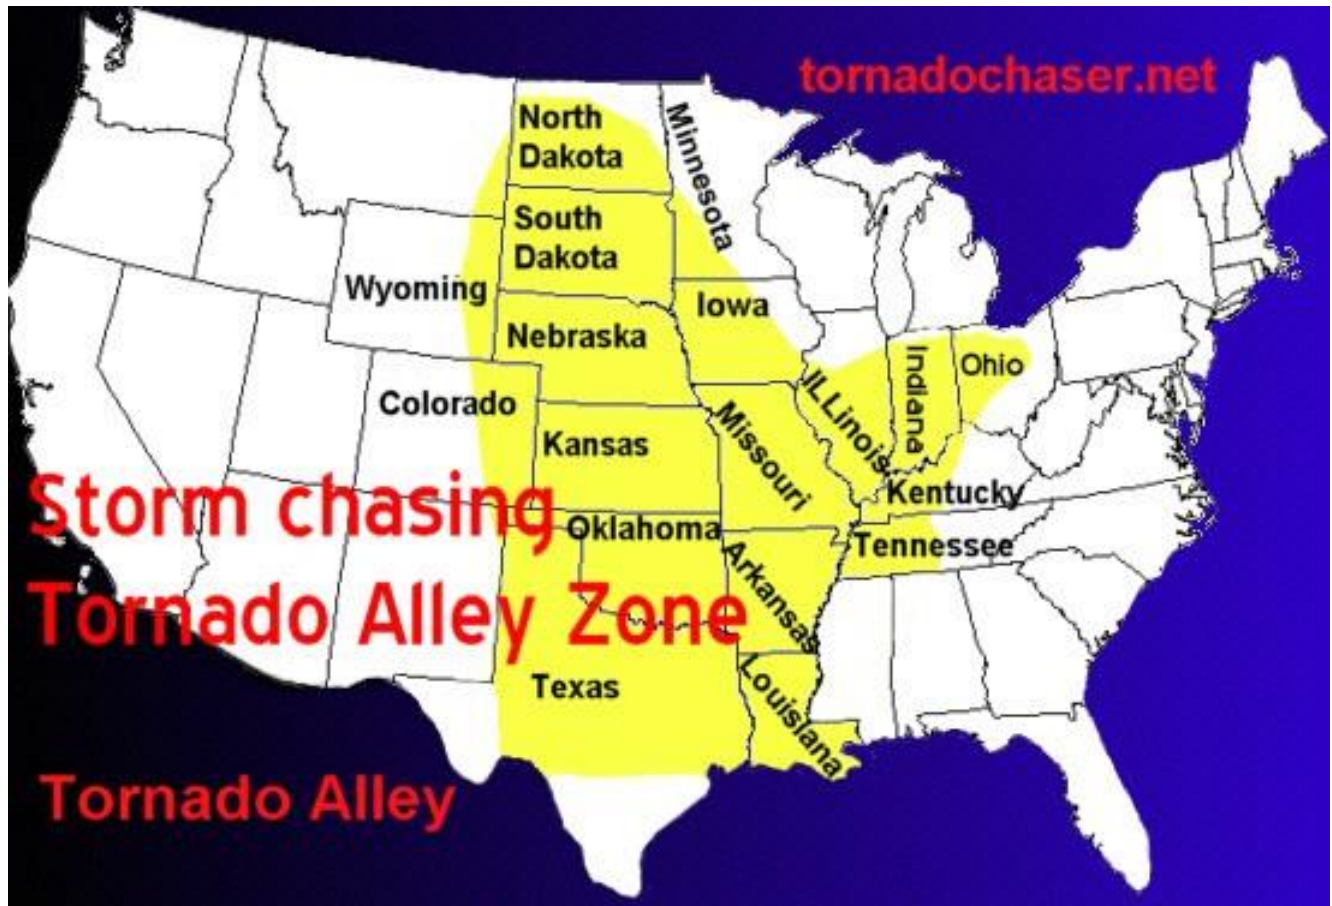 tornadochaser.net
North
Dakota
Minnesota
South
Dakota
Wyoming
Iowa
Nebraska
Indiana
Ohio
Colorado
ILLinois
Missouri
Kansas
Kentucky
Storm chasing
Oklahoma
Tennessee
Arkansas
Tornado Alley Zone
Texas
Louisiana
Tornado Alley